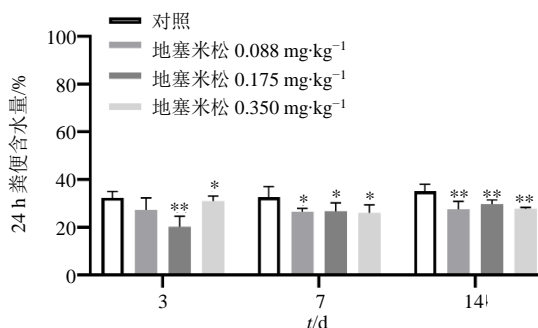 对照
地塞米松 0.088 mg·kg⁻¹
地塞米松 0.175 mg·kg⁻¹
地塞米松 0.350 mg·kg⁻¹
24 h 粪便含水量/%
100
80
60
40
20
0
** *
* * *
** ** **
3 7 14
t/d